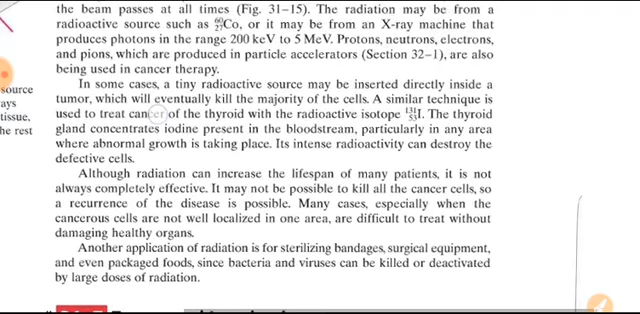 the beam passes at all times (Fig. 31–15). The radiation may be from a
radioactive source such as ⁶⁰₂₇Co, or it may be from an X-ray machine that
produces photons in the range 200 keV to 5 MeV. Protons, neutrons, electrons,
and pions, which are produced in particle accelerators (Section 32–1), are also
being used in cancer therapy.
In some cases, a tiny radioactive source may be inserted directly inside a
tumor, which will eventually kill the majority of the cells. A similar technique is
used to treat cancer of the thyroid with the radioactive isotope ¹³¹₅₃I. The thyroid
gland concentrates iodine present in the bloodstream, particularly in any area
where abnormal growth is taking place. Its intense radioactivity can destroy the
defective cells.
Although radiation can increase the lifespan of many patients, it is not
always completely effective. It may not be possible to kill all the cancer cells, so
a recurrence of the disease is possible. Many cases, especially when the
cancerous cells are not well localized in one area, are difficult to treat without
damaging healthy organs.
Another application of radiation is for sterilizing bandages, surgical equipment,
and even packaged foods, since bacteria and viruses can be killed or deactivated
by large doses of radiation.
source
ays
tissue,
he rest